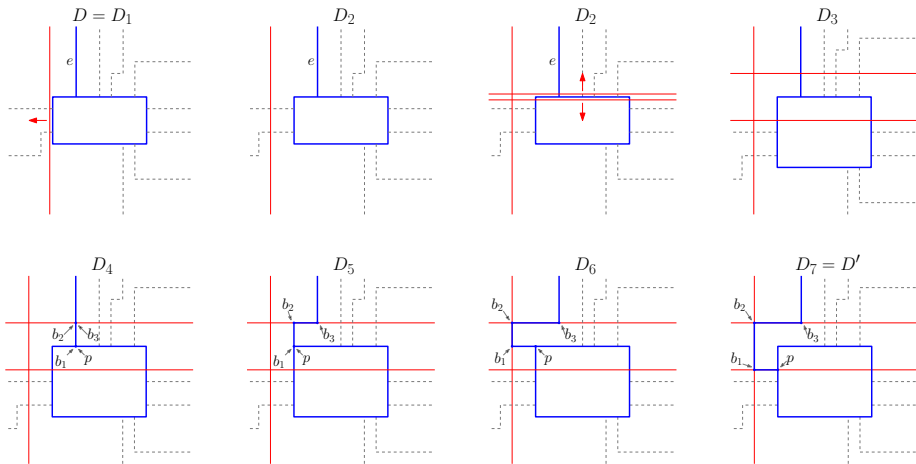 D = D₁
D₂
D₂
D₃
e
e
e
D₄
D₅
D₆
D₇ = D′
b₂
b₃
b₁
p
b₂
b₃
b₁
p
b₂
b₃
b₁
p
b₂
b₃
b₁
p